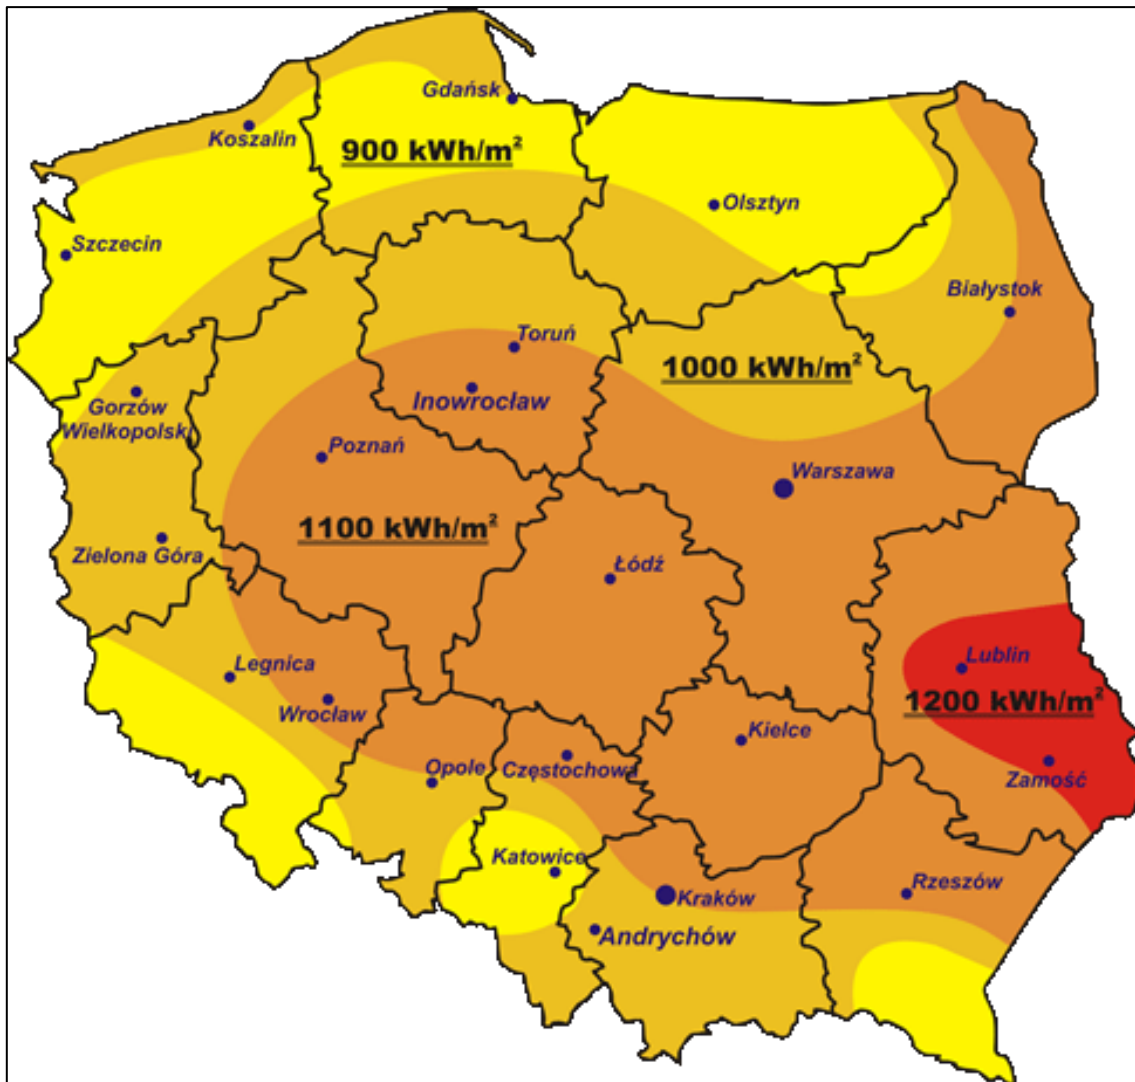 Gdańsk
Koszalin
900 kWh/m²
Olsztyn
Szczecin
Białystok
Toruń
1000 kWh/m²
Gorzów
Wielkopolski
Inowrocław
Poznań
Warszawa
1100 kWh/m²
Zielona Góra
Łódź
Legnica
Lublin
1200 kWh/m²
Wrocław
Kielce
Opole
Częstochowa
Zamość
Katowice
Rzeszów
Kraków
Andrychów